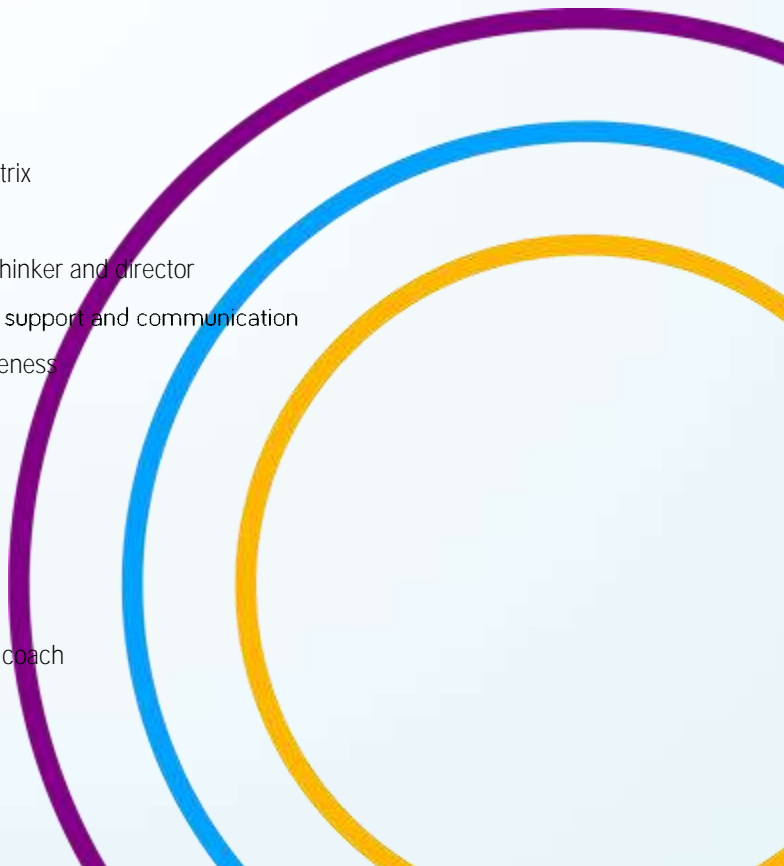 trix
hinker and director
support and communication
eness
coach